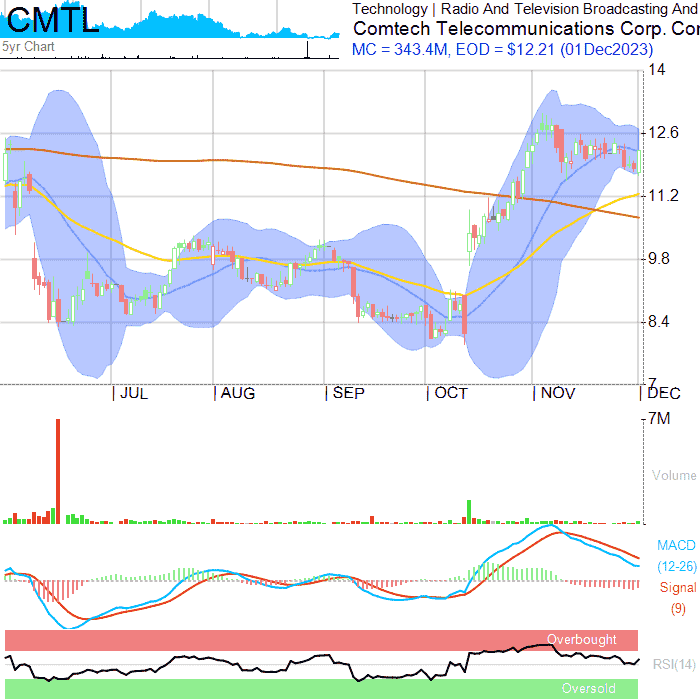 CMTL
5yr Chart
Technology | Radio And Television Broadcasting And
Comtech Telecommunications Corp. Cor
MC = 343.4M, EOD = $12.21 (01Dec2023)
14
12.6
11.2
9.8
8.4
7
JUL AUG SEP OCT NOV DEC
7M
Volume
MACD
(12-26)
Signal
(9)
Overbought
RSI(14)
Oversold